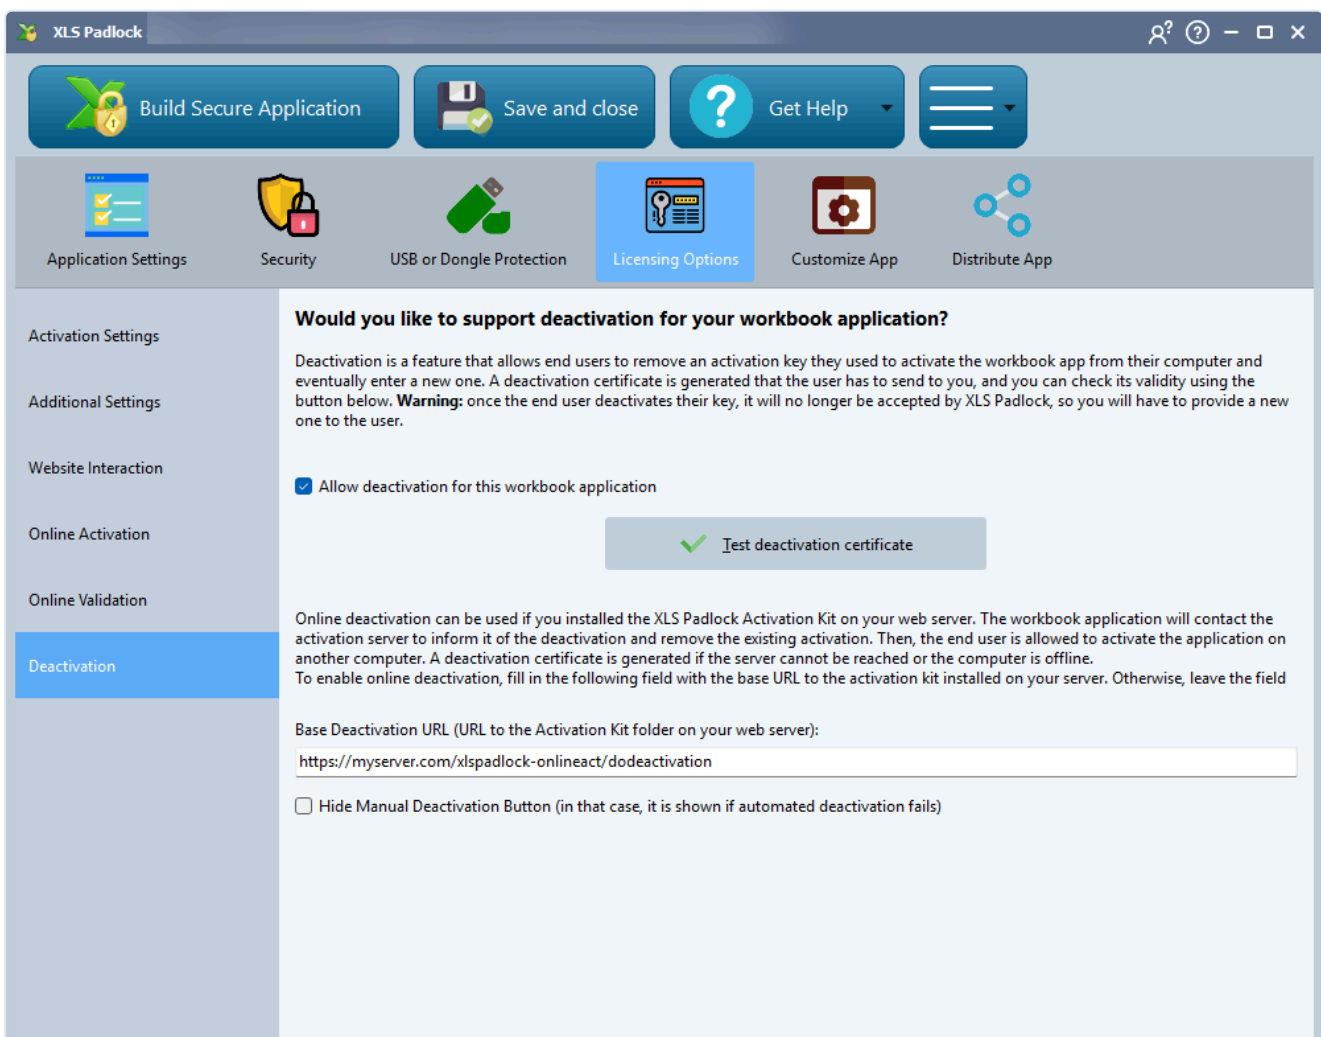 XLS Padlock
Build Secure Application
Save and close
Get Help
Application Settings
Security
USB or Dongle Protection
Licensing Options
Customize App
Distribute App
Activation Settings
Additional Settings
Website Interaction
Online Activation
Online Validation
Deactivation
Would you like to support deactivation for your workbook application?
Deactivation is a feature that allows end users to remove an activation key they used to activate the workbook app from their computer and
eventually enter a new one. A deactivation certificate is generated that the user has to send to you, and you can check its validity using the
button below. Warning: once the end user deactivates their key, it will no longer be accepted by XLS Padlock, so you will have to provide a new
one to the user.
Allow deactivation for this workbook application
Test deactivation certificate
Online deactivation can be used if you installed the XLS Padlock Activation Kit on your web server. The workbook application will contact the
activation server to inform it of the deactivation and remove the existing activation. Then, the end user is allowed to activate the application on
another computer. A deactivation certificate is generated if the server cannot be reached or the computer is offline.
To enable online deactivation, fill in the following field with the base URL to the activation kit installed on your server. Otherwise, leave the field
Base Deactivation URL (URL to the Activation Kit folder on your web server):
https://myserver.com/xlspadlock-onlineact/dodeactivation
Hide Manual Deactivation Button (in that case, it is shown if automated deactivation fails)